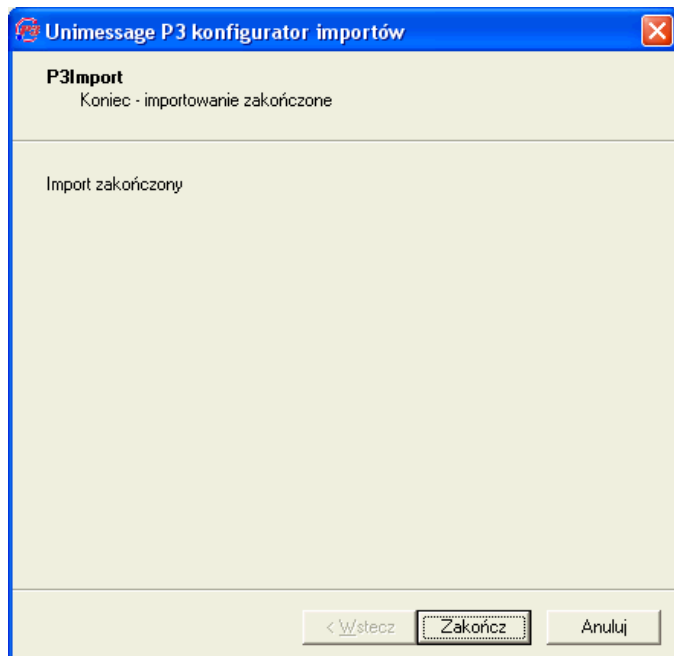 Unimessage P3 konfigurator importów
P3Import
Koniec - importowanie zakończone
Import zakończony
< Wstecz
Zakończ
Anuluj